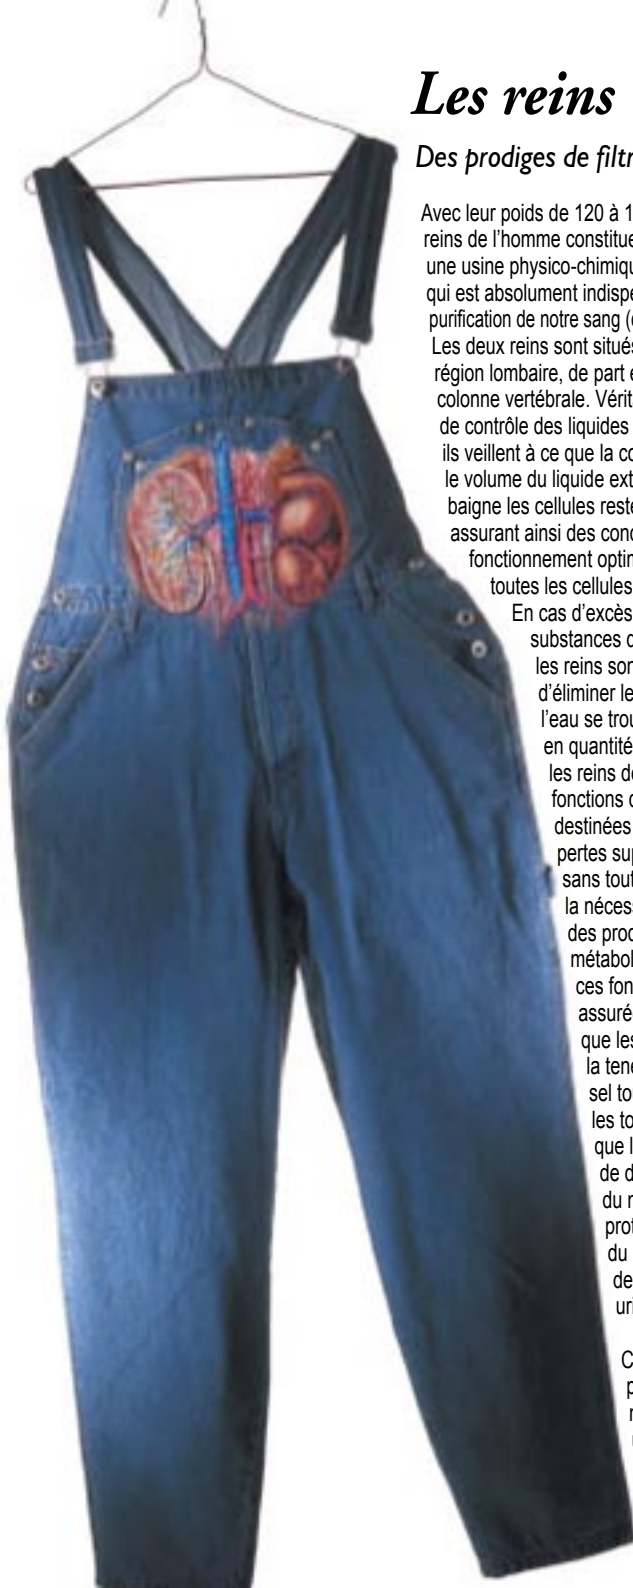 Les reins
Des prodiges de filtr
Avec leur poids de 120 à 1
reins de l’homme constitue
une usine physico-chimiqu
qui est absolument indispe
purification de notre sang (
Les deux reins sont situés
région lombaire, de part e
colonne vertébrale. Vérit
de contrôle des liquides
ils veillent à ce que la co
le volume du liquide ext
baigne les cellules reste
assurant ainsi des conc
fonctionnement optim
toutes les cellules
En cas d’excès
substances d
les reins son
d’éliminer le
l’eau se trou
en quantité
les reins de
fonctions d
destinées
pertes sup
sans tout
la nécess
des prod
métabol
ces fon
assuré
que les
la tene
sel tou
les to
que l
de d
du r
prot
du
de
uri
C
p
r